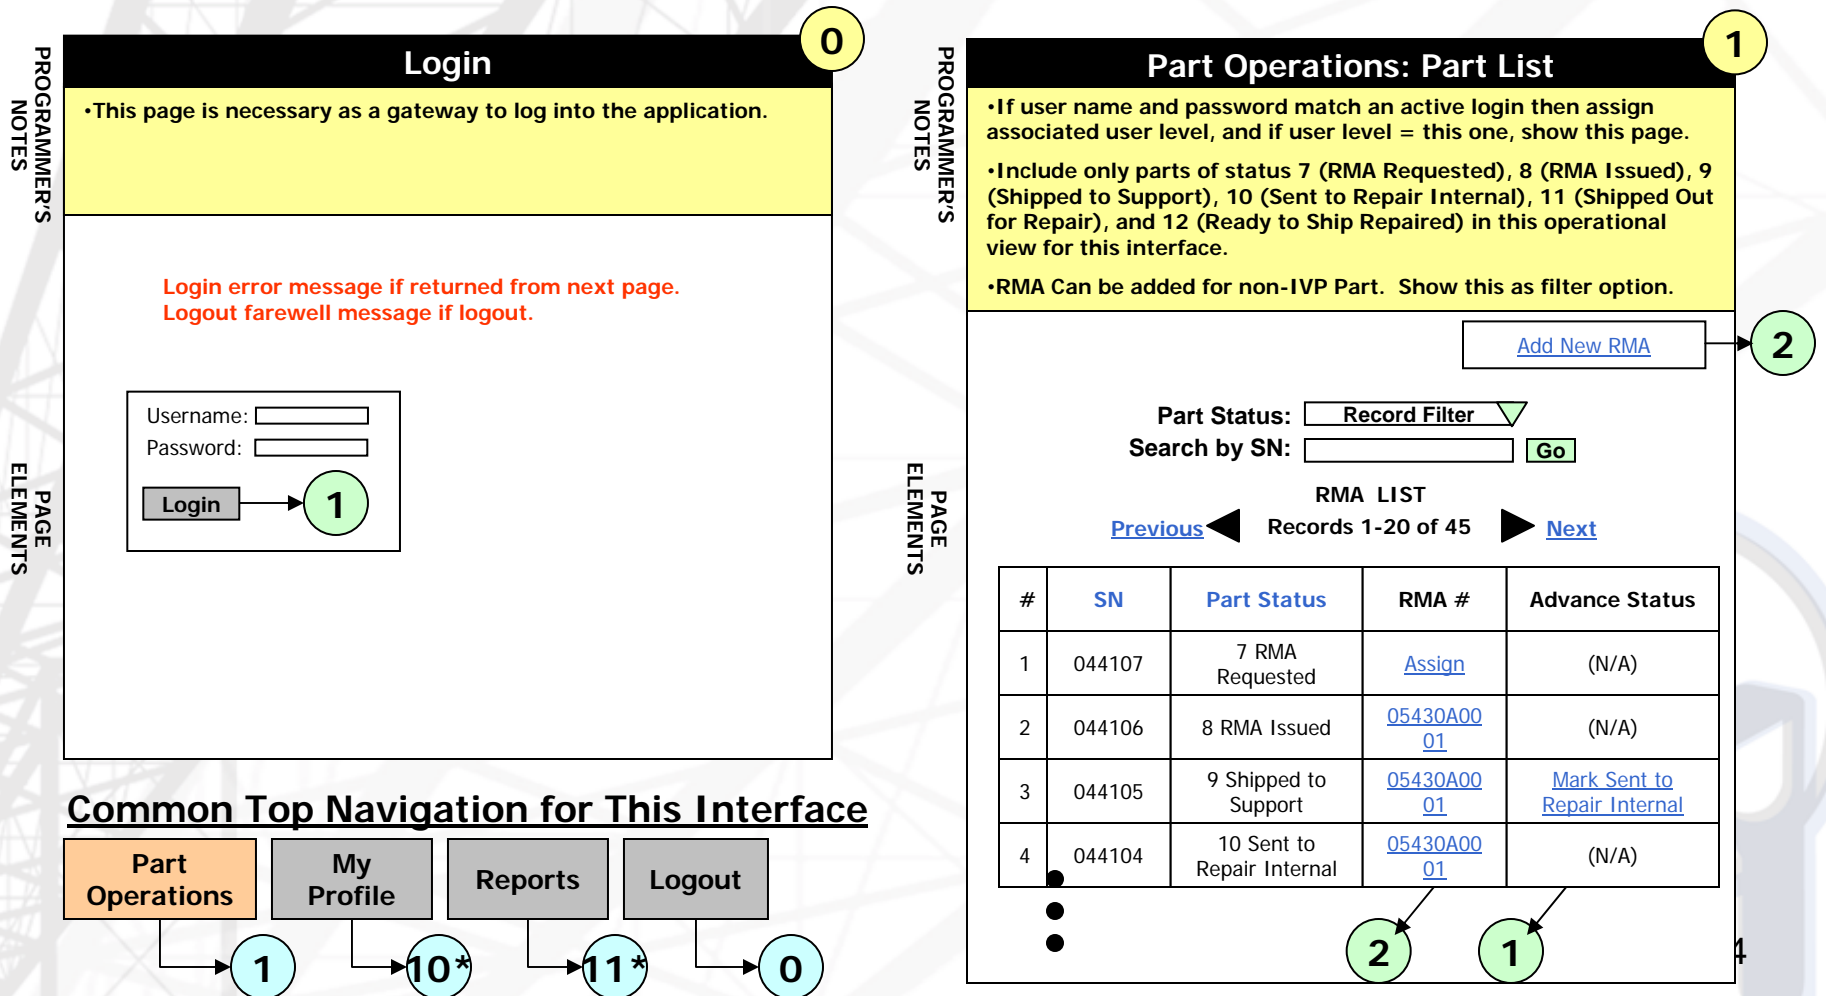 0
Login
PROGRAMMER'S
NOTES
•This page is necessary as a gateway to log into the application.
Login error message if returned from next page.
Logout farewell message if logout.
PAGE
ELEMENTS
Username:
Password:
Login
1
Common Top Navigation for This Interface
Part
Operations
My
Profile
Reports
Logout
1
10*
11*
0
1
Part Operations: Part List
PROGRAMMER'S
NOTES
•If user name and password match an active login then assign
associated user level, and if user level = this one, show this page.
•Include only parts of status 7 (RMA Requested), 8 (RMA Issued), 9
(Shipped to Support), 10 (Sent to Repair Internal), 11 (Shipped Out
for Repair), and 12 (Ready to Ship Repaired) in this operational
view for this interface.
•RMA Can be added for non-IVP Part.  Show this as filter option.
PAGE
ELEMENTS
Add New RMA
2
Part Status: Record Filter
Search by SN: Go
RMA LIST
Previous Records 1-20 of 45 Next
# SN Part Status RMA # Advance Status
1 044107 7 RMA Requested Assign (N/A)
2 044106 8 RMA Issued 05430A00
01 (N/A)
3 044105 9 Shipped to
Support 05430A00
01 Mark Sent to
Repair Internal
4 044104 10 Sent to
Repair Internal 05430A00
01 (N/A)
2
1
4